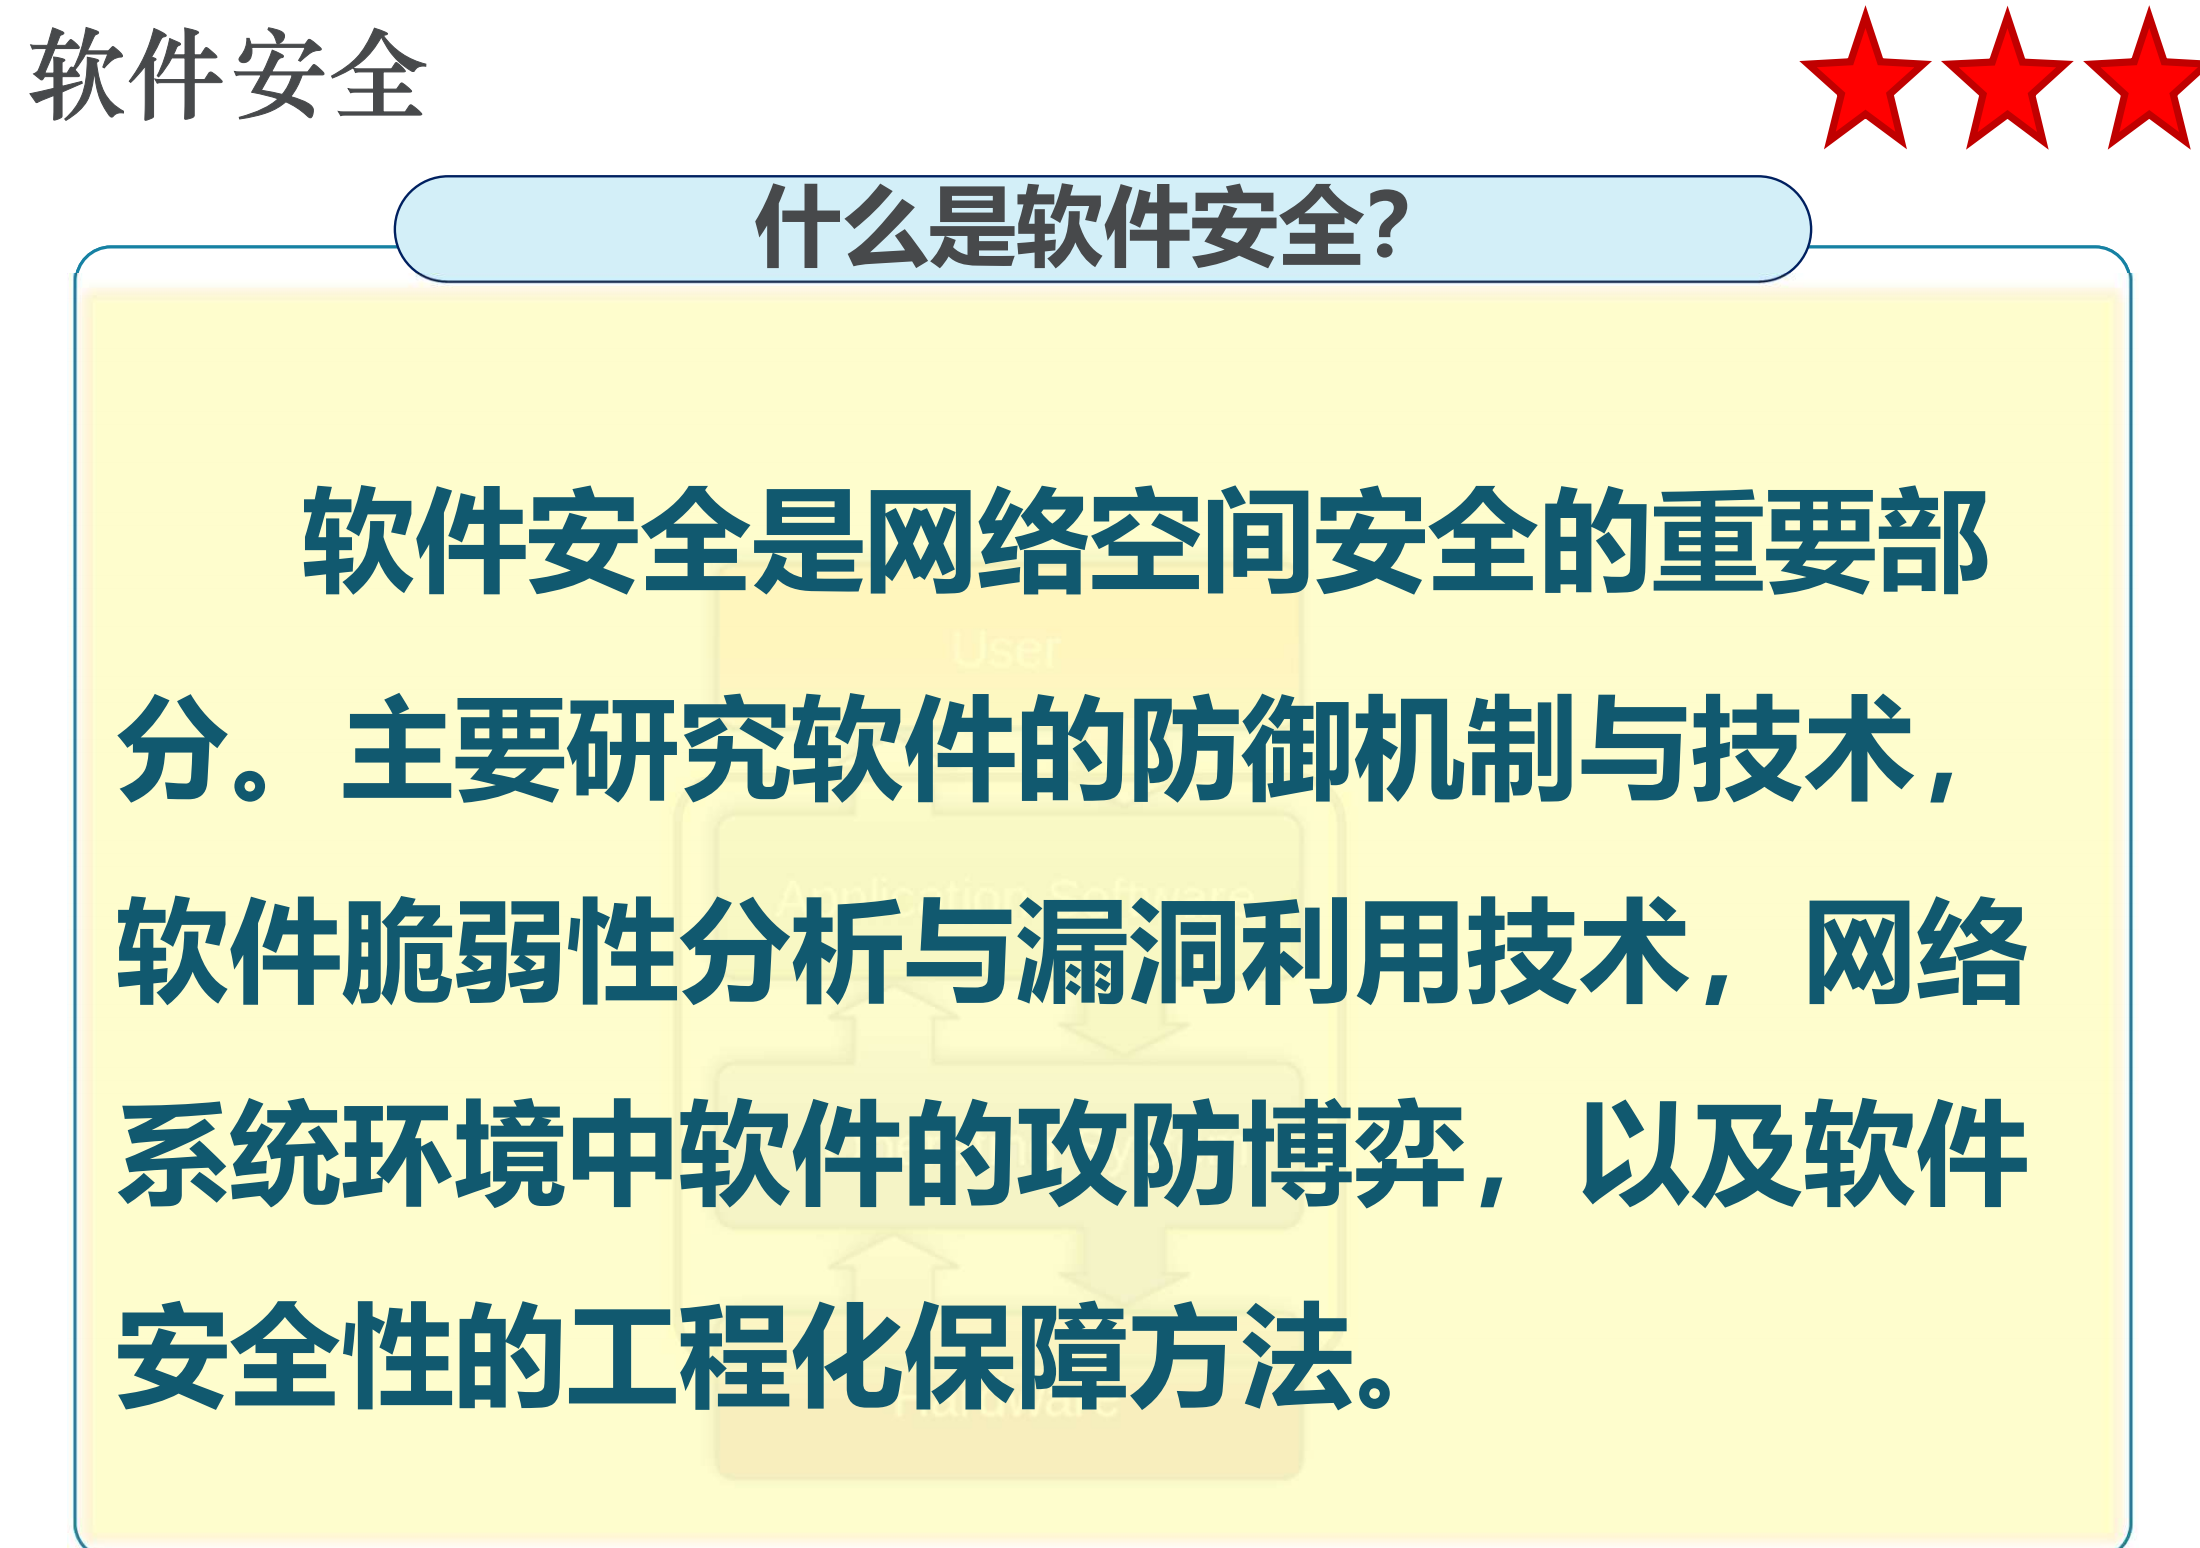 软件安全
什么是软件安全？
软件安全是网络空间安全的重要部
分。主要研究软件的防御机制与技术，
软件脆弱性分析与漏洞利用技术，网络
系统环境中软件的攻防博弈，以及软件
安全性的工程化保障方法。
User
Application Software
Hardware